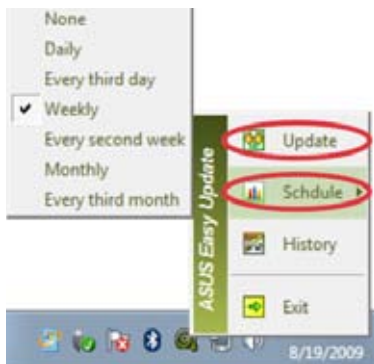 None
Daily
Every third day
Weekly
Every second week
Monthly
Every third month
ASUS Easy Update
Update
Schdule
History
Exit
8/19/2009